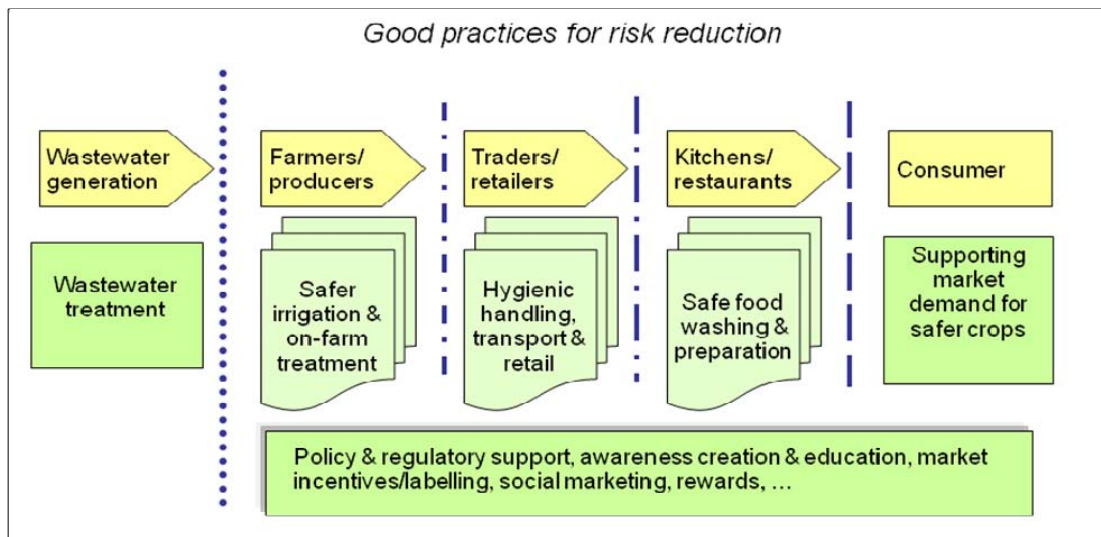 Good practices for risk reduction
Wastewater
generation
Farmers/
producers
Traders/
retailers
Kitchens/
restaurants
Consumer
Wastewater
treatment
Safer
irrigation &
on-farm
treatment
Hygienic
handling,
transport &
retail
Safe food
washing &
preparation
Supporting
market
demand for
safer crops
Policy & regulatory support, awareness creation & education, market
incentives/labelling, social marketing, rewards, …